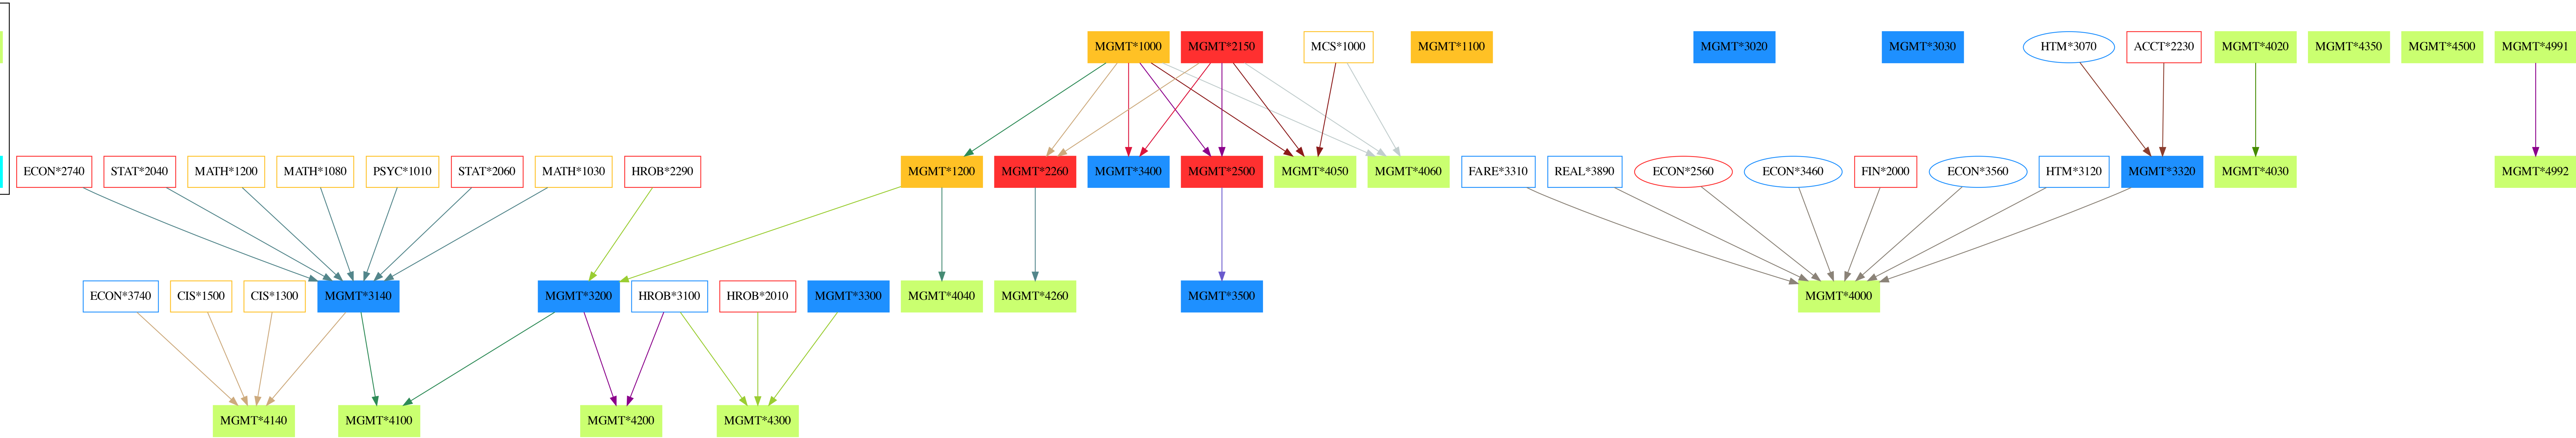 MGMT*1000 MGMT*2150 MCS*1000 MGMT*1100 MGMT*3020 MGMT*3030 HTM*3070 ACCT*2230 MGMT*4020 MGMT*4350 MGMT*4500 MGMT*4991
ECON*2740 STAT*2040 MATH*1200 MATH*1080 PSYC*1010 STAT*2060 MATH*1030 HROB*2290 MGMT*1200 MGMT*2260 MGMT*3400 MGMT*2500 MGMT*4050 MGMT*4060 FARE*3310 REAL*3890 ECON*2560 ECON*3460 FIN*2000 ECON*3560 HTM*3120 MGMT*3320 MGMT*4030 MGMT*4992
ECON*3740 CIS*1500 CIS*1300 MGMT*3140 MGMT*3200 HROB*3100 HROB*2010 MGMT*3300 MGMT*4040 MGMT*4260 MGMT*3500 MGMT*4000
MGMT*4140 MGMT*4100 MGMT*4200 MGMT*4300